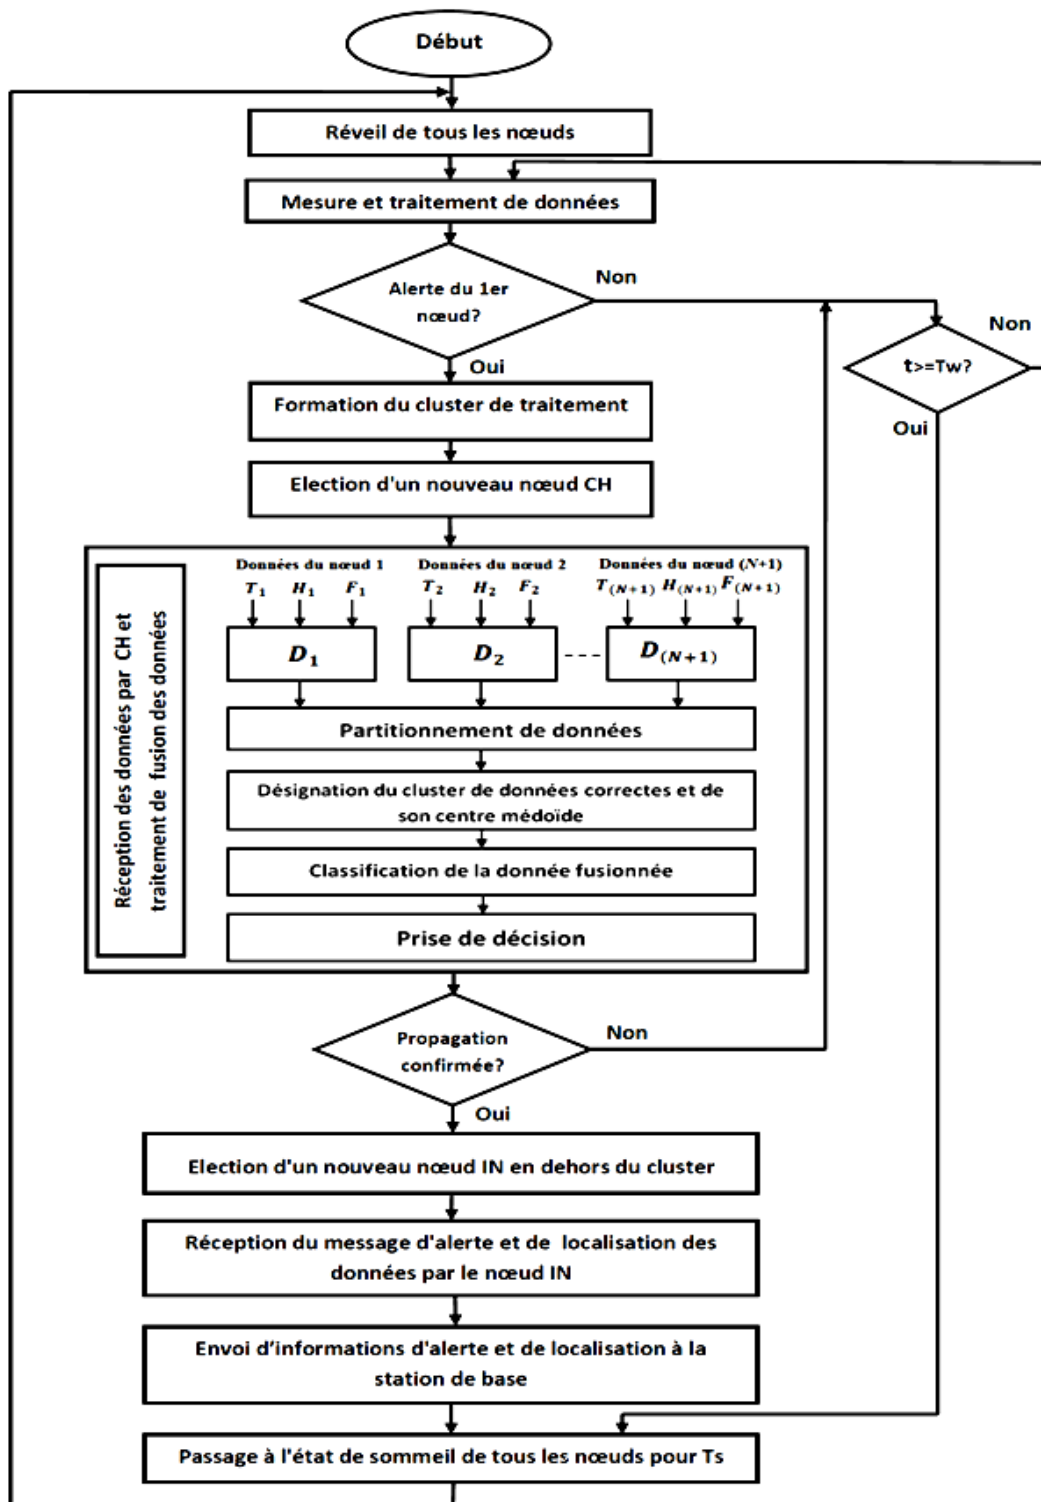 Début
Réveil de tous les nœuds
Mesure et traitement de données
Alerte du 1er
nœud?
Non
Oui
t>=Tw?
Non
Oui
Formation du cluster de traitement
Election d'un nouveau nœud CH
Réception des données par CH et
traitement de fusion des données
Données du nœud 1
Données du nœud 2
Données du nœud (N+1)
T₁ H₁ F₁
T₂ H₂ F₂
T₍N₊₁₎ H₍N₊₁₎ F₍N₊₁₎
D₁
D₂
D₍N₊₁₎
Partitionnement de données
Désignation du cluster de données correctes et de
son centre médoïde
Classification de la donnée fusionnée
Prise de décision
Propagation
confirmée?
Non
Oui
Election d'un nouveau nœud IN en dehors du cluster
Réception du message d'alerte et de localisation des
données par le nœud IN
Envoi d’informations d'alerte et de localisation à la
station de base
Passage à l'état de sommeil de tous les nœuds pour Ts